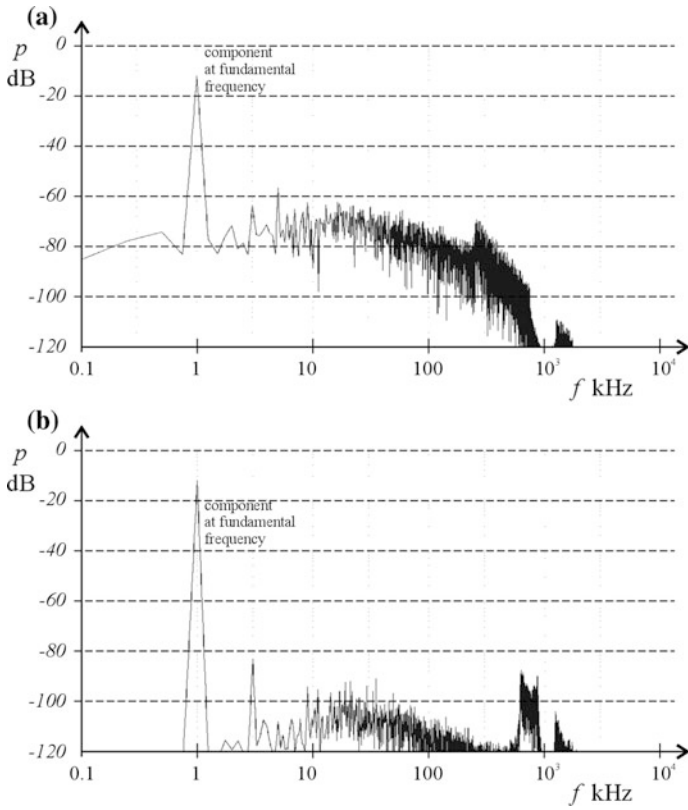 (a)
p
dB
0
-20
-40
-60
-80
-100
-120
component
at fundamental
frequency
0.1 1 10 100 10³ 10⁴
f kHz
(b)
p
dB
0
-20
-40
-60
-80
-100
-120
component
at fundamental
frequency
0.1 1 10 100 10³ 10⁴
f kHz